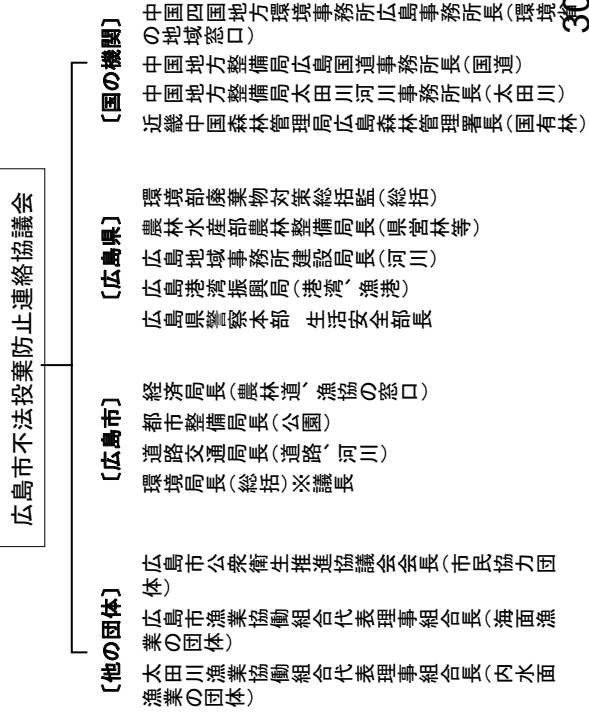 広島市不法投棄防止連絡協議会
〔国の機関〕
中国四国地方環境事務所広島事務所長（環境省
の地域窓口）
中国地方整備局広島国道事務所長（国道）
中国地方整備局太田川河川事務所長（太田川）
近畿中国森林管理局広島森林管理署長（国有林）
〔広島県〕
環境部廃棄物対策総括監（総括）
農林水産部農林整備局長（県営林等）
広島地域事務所建設局長（河川）
広島港湾振興局（港湾、漁港）
広島県警察本部　生活安全部長
〔広島市〕
経済局長（農林道、漁協の窓口）
都市整備局長（公園）
道路交通局長（道路、河川）
環境局長（総括）※議長
〔他の団体〕
広島市公衆衛生推進協議会会長（市民協力団
体）
広島市漁業協働組合代表理事組合長（海面漁
業の団体）
太田川漁業協働組合代表理事組合長（内水面
漁業の団体）
30